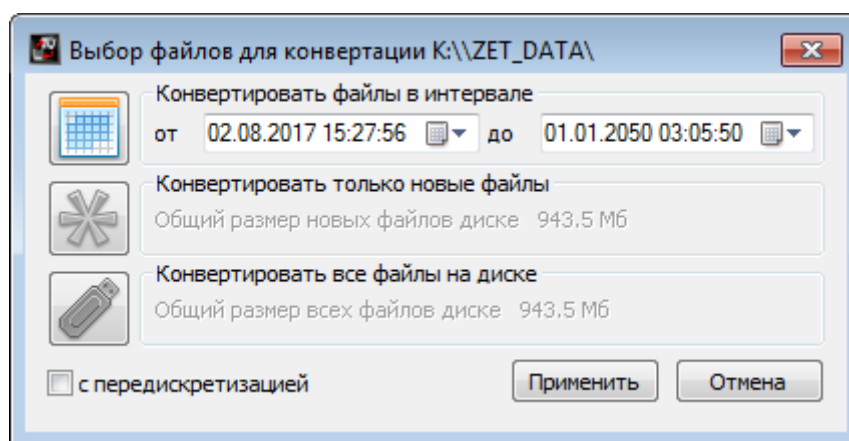 Выбор файлов для конвертации K:\\ZET_DATA\
Конвертировать файлы в интервале
от 02.08.2017 15:27:56 до 01.01.2050 03:05:50
Конвертировать только новые файлы
Общий размер новых файлов диске 943.5 Мб
Конвертировать все файлы на диске
Общий размер всех файлов диске 943.5 Мб
с передискретизацией Применить Отмена